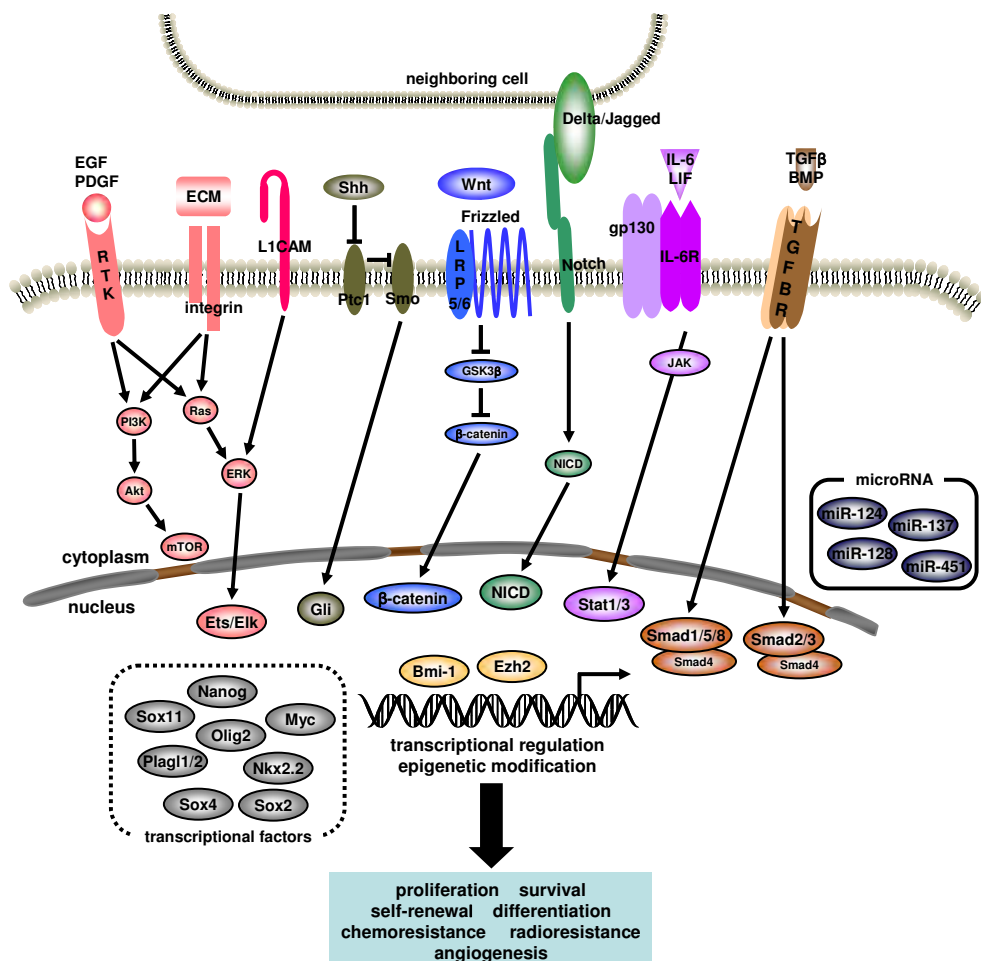 neighboring cell
Delta/Jagged
EGF
PDGF
ECM
L1CAM
Shh
Wnt
Frizzled
IL-6
LIF
TGFβ
BMP
RTK
integrin
Ptc1
Smo
LRP
5/6
Notch
gp130
IL-6R
TGFBR
JAK
GSK3β
β-catenin
PI3K
Ras
ERK
Akt
mTOR
NICD
microRNA
miR-124
miR-137
miR-128
miR-451
cytoplasm
nucleus
Ets/Elk
Gli
β-catenin
NICD
Stat1/3
Smad1/5/8
Smad4
Smad2/3
Smad4
Bmi-1
Ezh2
Nanog
Sox11
Myc
Olig2
Plagl1/2
Nkx2.2
Sox4
Sox2
transcriptional factors
transcriptional regulation
epigenetic modification
proliferation survival
self-renewal differentiation
chemoresistance radioresistance
angiogenesis